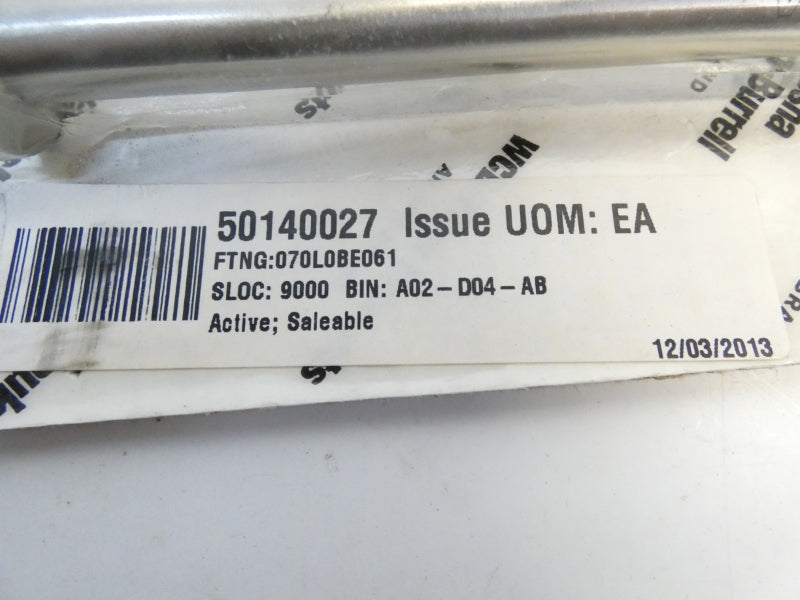 Burrell
50140027 Issue UOM: EA
FTNG:070L0BE061
SLOC: 9000 BIN: A02-D04-AB
Active; Saleable
12/03/2013